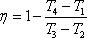 η = 1 − (T₄ − T₁) / (T₃ − T₂)